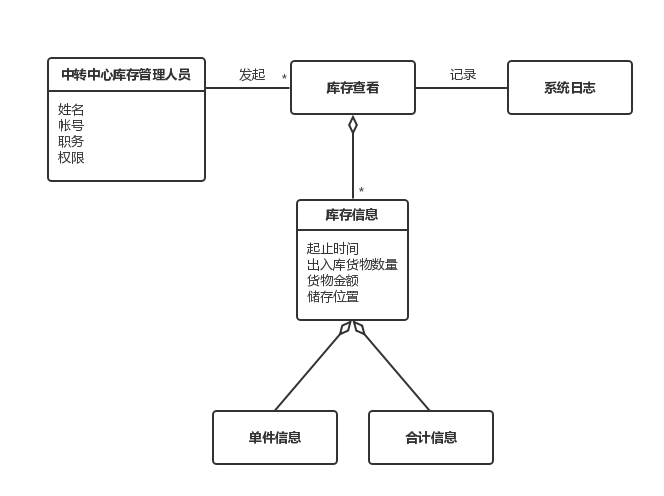 中转中心库存管理人员
姓名
帐号
职务
权限
发起
*
库存查看
记录
系统日志
*
库存信息
起止时间
出入库货物数量
货物金额
储存位置
单件信息
合计信息